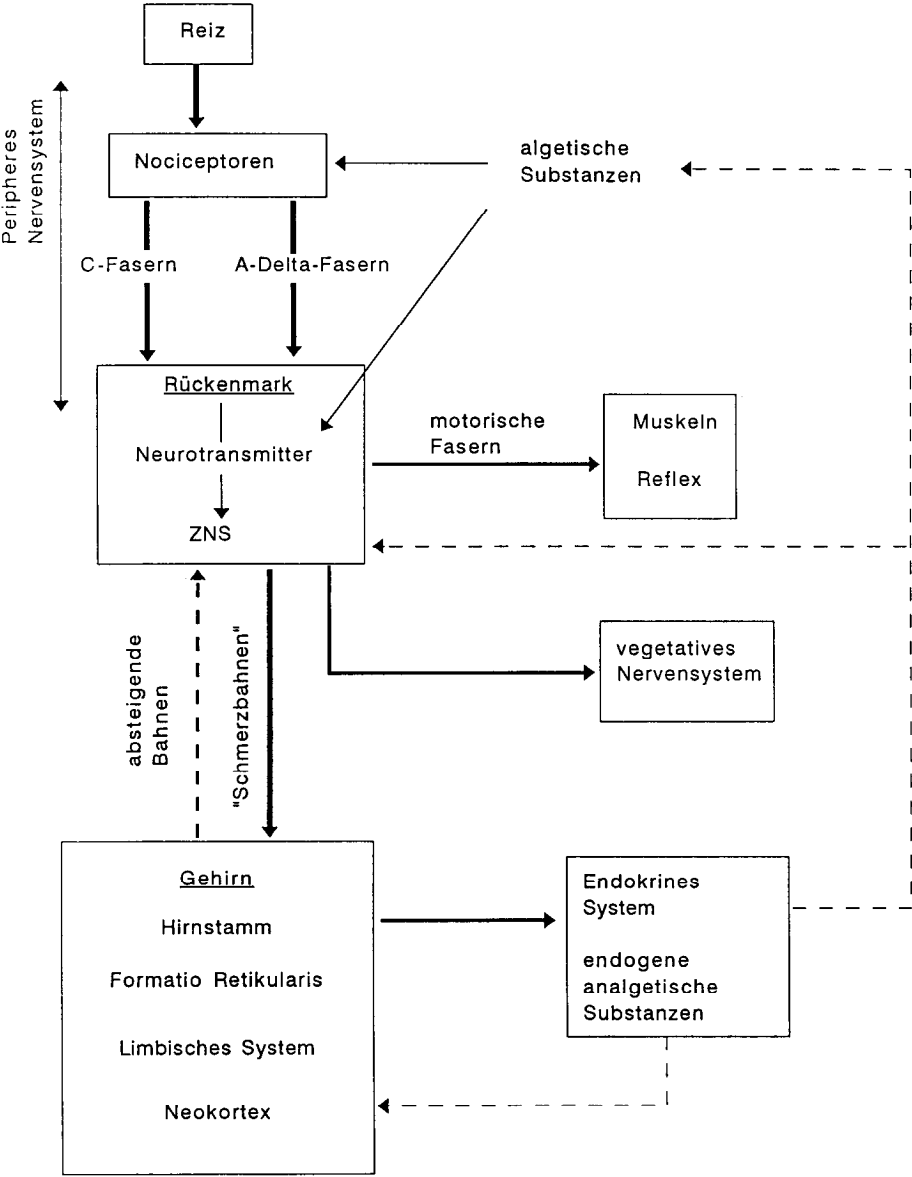 Reiz
Peripheres
Nervensystem
Nociceptoren
algetische
Substanzen
C-Fasern
A-Delta-Fasern
Rückenmark
Neurotransmitter
ZNS
motorische
Fasern
Muskeln
Reflex
vegetatives
Nervensystem
absteigende
Bahnen
"Schmerzbahnen"
Gehirn
Hirnstamm
Formatio Retikularis
Limbisches System
Neokortex
Endokrines
System
endogene
analgetische
Substanzen